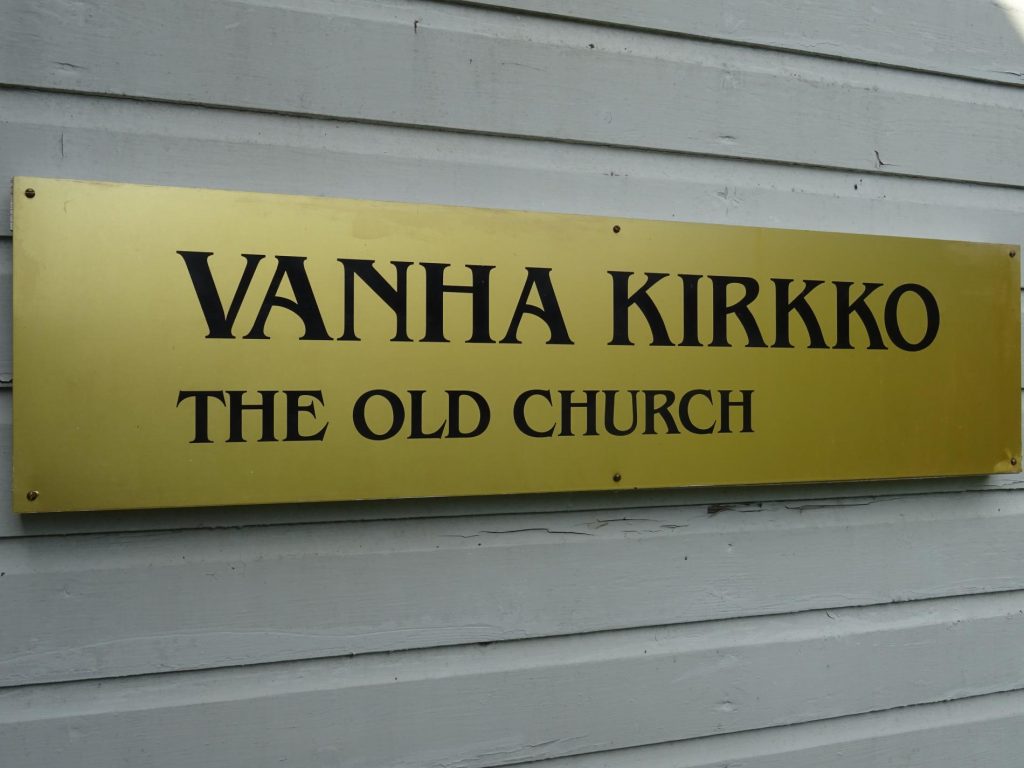 VANHA KIRKKO
THE OLD CHURCH